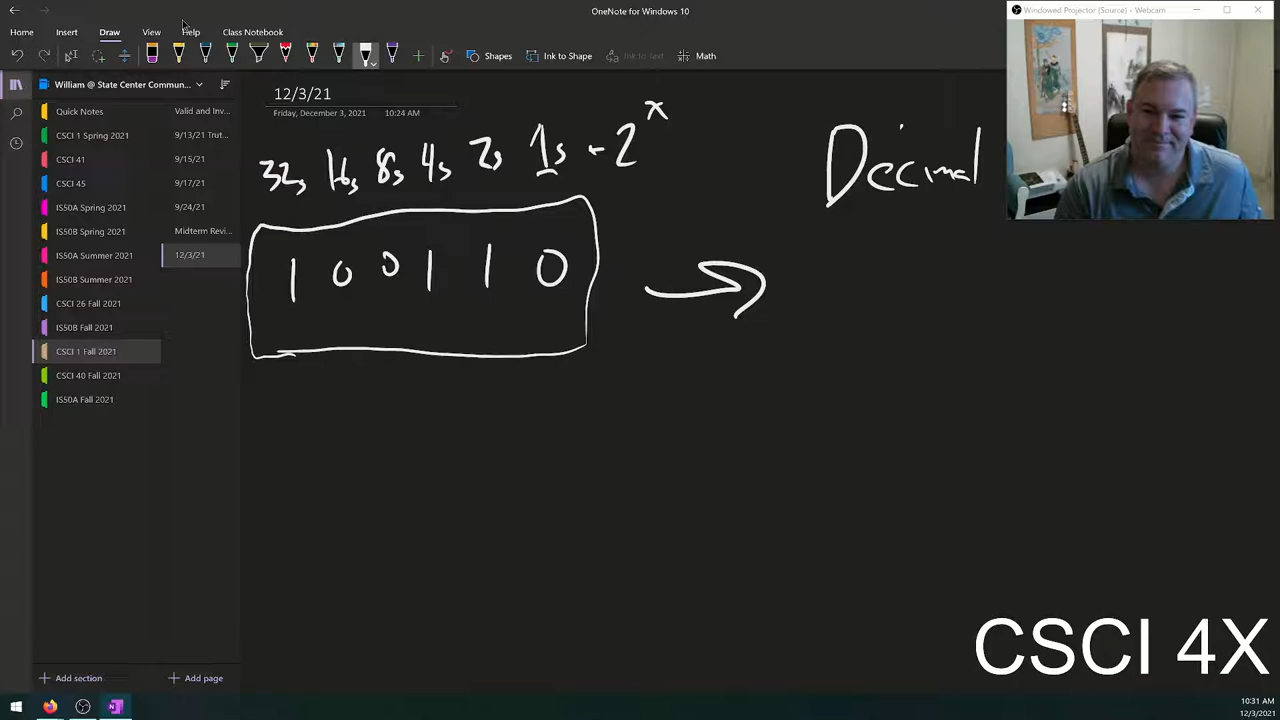 OneNote for Windows 10
Windowed Projector (Source) - Webcam
Home Insert Draw View Help Class Notebook
Shapes Ink to Shape Ink to Text Math
William @ State Center Commun...
Quick Notes
CSCI 1 Spring 2021
CSCI 41
CSCI 45
IS50A Spring 2021
IS50B Spring 2021
IS50A Summer 2021
IS50B Summer 2021
CSCI 26 Fall 2021
IS50B Fall 2021
CSCI 1 Fall 2021
CSCI 40 Fall 2021
IS50A Fall 2021
Valid and Inv...
9/13/21 Trut...
9/15/21
9/17/21
9/24/21
Midterm Revi...
12/3/21
12/3/21
Friday, December 3, 2021 10:24 AM
32s 16s 8s 4s 2s 1s - 2^x
Decimal
1 0 0 1 1 0
CSCI 4X
Add section Add page
10:31 AM
12/3/2021